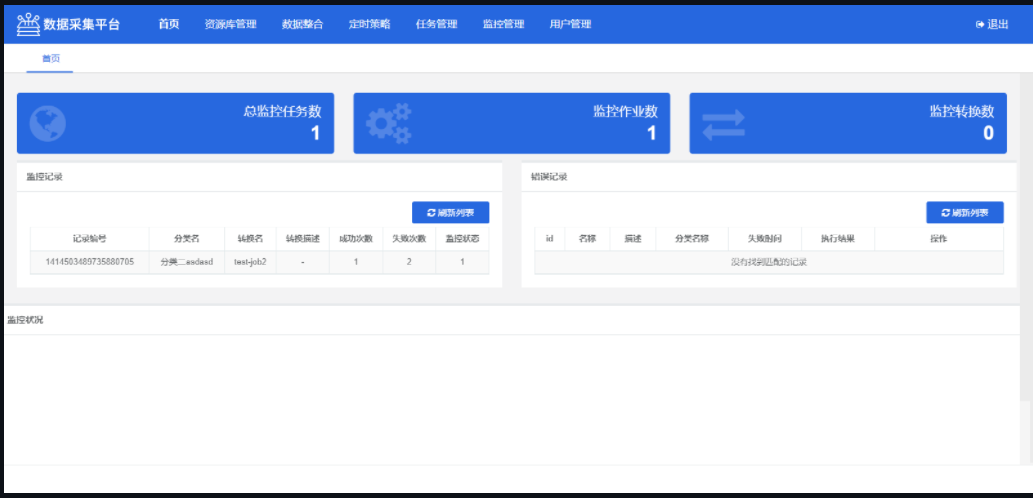 数据采集平台 首页 资源库管理 数据整合 定时策略 任务管理 监控管理 用户管理 退出
首页
总监控任务数
1
监控作业数
1
监控转换数
0
监控记录
刷新列表
记录编号 分类名 转换名 转换描述 成功次数 失败次数 监控状态
1414503489735880705 分类二asdasd test-job2 - 1 2 1
错误记录
刷新列表
id 名称 描述 分类名称 失败时间 执行结果 操作
没有找到匹配的记录
监控状况